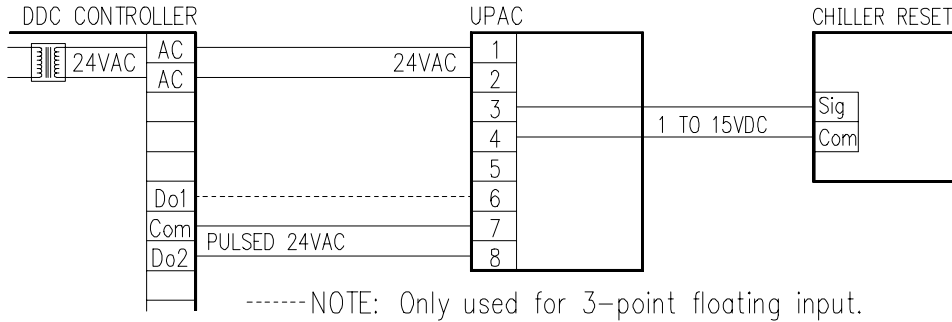 DDC CONTROLLER
UPAC
CHILLER RESET
AC
24VAC
AC
24VAC
1
2
3
4
5
6
7
8
Sig
Com
1 TO 15VDC
Do1
Com
Do2
PULSED 24VAC
------NOTE: Only used for 3-point floating input.